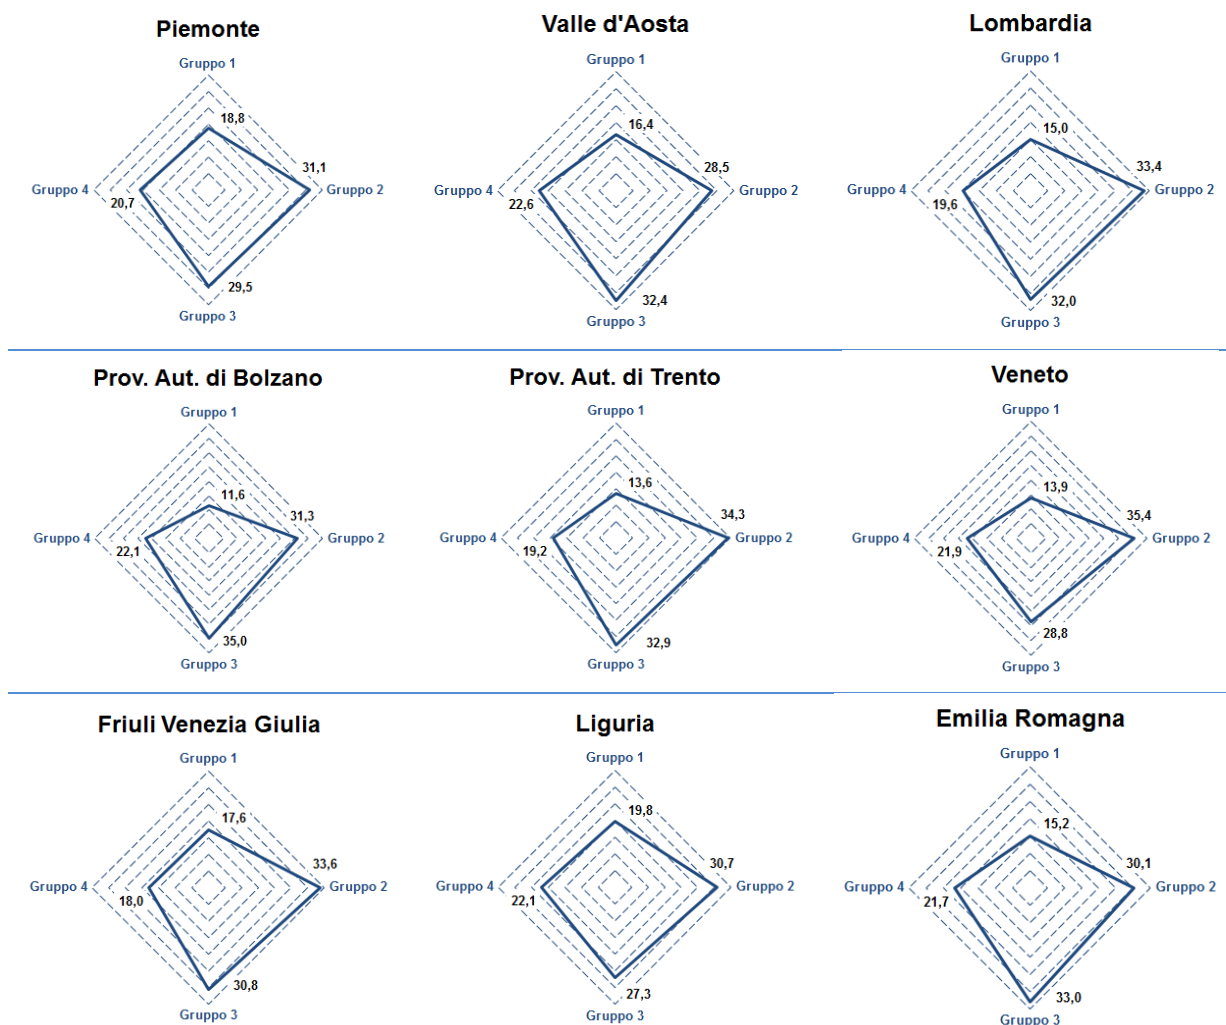 Piemonte
Gruppo 1
18,8
31,1
Gruppo 4
Gruppo 2
20,7
29,5
Gruppo 3
Valle d'Aosta
Gruppo 1
16,4
28,5
Gruppo 4
Gruppo 2
22,6
32,4
Gruppo 3
Lombardia
Gruppo 1
15,0
33,4
Gruppo 4
Gruppo 2
19,6
32,0
Gruppo 3
Prov. Aut. di Bolzano
Gruppo 1
11,6
31,3
Gruppo 4
Gruppo 2
22,1
35,0
Gruppo 3
Prov. Aut. di Trento
Gruppo 1
13,6
34,3
Gruppo 4
Gruppo 2
19,2
32,9
Gruppo 3
Veneto
Gruppo 1
13,9
35,4
Gruppo 4
Gruppo 2
21,9
28,8
Gruppo 3
Friuli Venezia Giulia
Gruppo 1
17,6
33,6
Gruppo 4
Gruppo 2
18,0
30,8
Gruppo 3
Liguria
Gruppo 1
19,8
30,7
Gruppo 4
Gruppo 2
22,1
27,3
Gruppo 3
Emilia Romagna
Gruppo 1
15,2
30,1
Gruppo 4
Gruppo 2
21,7
33,0
Gruppo 3